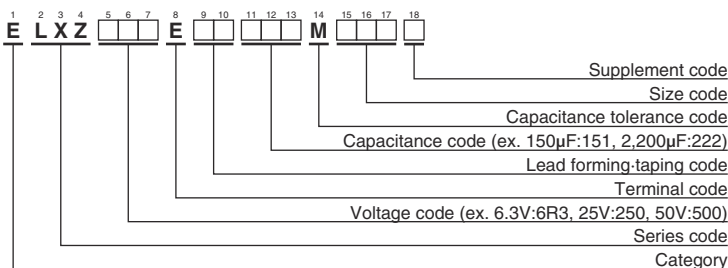 1 2 3 4 5 6 7 8 9 10 11 12 13 14 15 16 17 18
E L X Z □□□ E □□ □□□ M □□□ □
Supplement code
Size code
Capacitance tolerance code
Capacitance code (ex. 150µF:151, 2,200µF:222)
Lead forming·taping code
Terminal code
Voltage code (ex. 6.3V:6R3, 25V:250, 50V:500)
Series code
Category